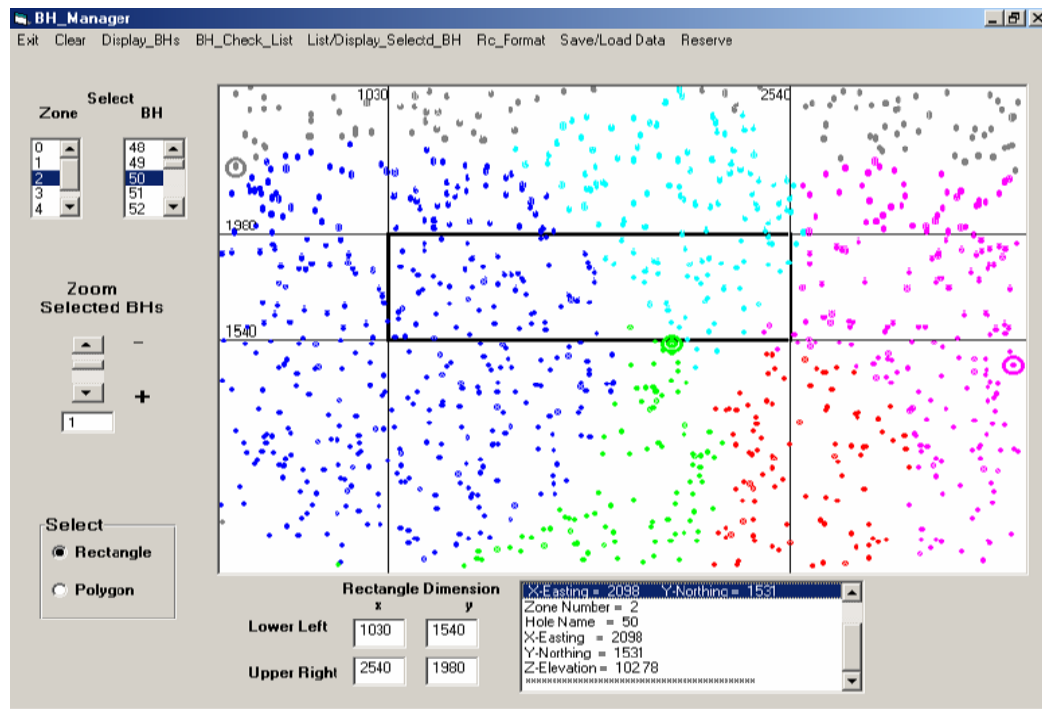 BH_Manager
Exit Clear Display_BHs BH_Check_List List/Display_Selectd_BH Rc_Format Save/Load Data Reserve
Select
Zone BH
0
1
2
3
4
48
49
50
51
52
1030
2540
1980
1540
Zoom
Selected BHs
–
+
1
Select
Rectangle
Polygon
Rectangle Dimension
x y
Lower Left 1030 1540
Upper Right 2540 1980
X-Easting = 2098 Y-Northing = 1531
Zone Number = 2
Hole Name = 50
X-Easting = 2098
Y-Northing = 1531
Z-Elevation = 102.78